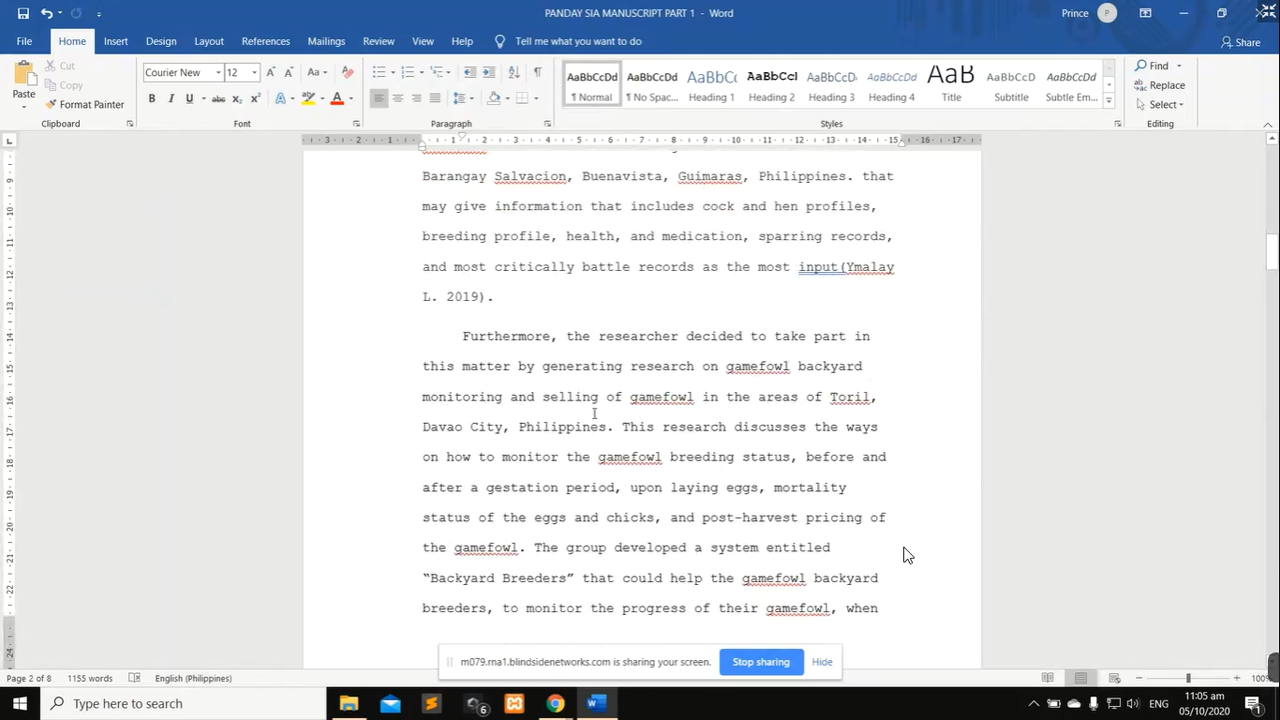 PANDAY SIA MANUSCRIPT PART 1 - Word
Prince P
File Home Insert Design Layout References Mailings Review View Help Tell me what you want to do Share
Paste
Cut
Copy
Format Painter
Clipboard
Courier New 12
Font
Paragraph
AaBbCcDd AaBbCcDd AaBbC( AaBbCcl AaBbCcD( AaBbCcDd AaB AaBbCcD AaBbCcDd
¶ Normal ¶ No Spac... Heading 1 Heading 2 Heading 3 Heading 4 Title Subtitle Subtle Em...
Styles
Find
Replace
Select
Editing
Barangay Salvacion, Buenavista, Guimaras, Philippines. that
may give information that includes cock and hen profiles,
breeding profile, health, and medication, sparring records,
and most critically battle records as the most input(Ymalay
L. 2019).
Furthermore, the researcher decided to take part in
this matter by generating research on gamefowl backyard
monitoring and selling of gamefowl in the areas of Toril,
Davao City, Philippines. This research discusses the ways
on how to monitor the gamefowl breeding status, before and
after a gestation period, upon laying eggs, mortality
status of the eggs and chicks, and post-harvest pricing of
the gamefowl. The group developed a system entitled
“Backyard Breeders” that could help the gamefowl backyard
breeders, to monitor the progress of their gamefowl, when
m079.rna1.blindsidenetworks.com is sharing your screen. Stop sharing Hide
Page 2 of 8 1155 words English (Philippines) 100%
Type here to search
ENG
11:05 am
05/10/2020